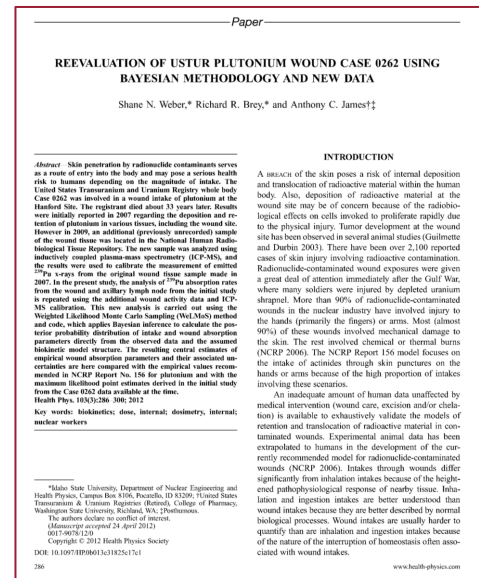 Paper
REEVALUATION OF USTUR PLUTONIUM WOUND CASE 0262 USING
BAYESIAN METHODOLOGY AND NEW DATA
Shane N. Weber,* Richard R. Brey,* and Anthony C. James†‡
Abstract—Skin penetration by radionuclide contaminants serves
as a route of entry into the body and may pose a serious health
risk to humans depending on the magnitude of intake. The
United States Transuranium and Uranium Registry whole body
Case 0262 was involved in a wound intake of plutonium at the
Hanford Site. The registrant died about 33 years later. Results
were initially reported in 2007 regarding the deposition and re-
tention of plutonium in various tissues, including the wound site.
However in 2009, an additional (previously unrecorded) sample
of the wound tissue was located in the National Human Radio-
biological Tissue Repository. The new sample was analyzed using
inductively coupled plasma-mass spectrometry (ICP-MS), and
the results were used to calibrate the measurement of emitted
²³⁹Pu x-rays from the original wound tissue sample made in
2007. In the present study, the analysis of ²³⁹Pu absorption rates
from the wound and axillary lymph node from the initial study
is repeated using the additional wound activity data and ICP-
MS calibration. This new analysis is carried out using the
Weighted Likelihood Monte Carlo Sampling (WeLMoS) method
and code, which applies Bayesian inference to calculate the pos-
terior probability distribution of intake and wound absorption
parameters directly from the observed data and the assumed
biokinetic model structure. The resulting central estimates of
empirical wound absorption parameters and their associated un-
certainties are here compared with the empirical values recom-
mended in NCRP Report No. 156 for plutonium and with the
maximum likelihood point estimates derived in the initial study
from the Case 0262 data available at the time.
Health Phys. 103(3):286–300; 2012
Key words: biokinetics; dose, internal; dosimetry, internal;
nuclear workers
*Idaho State University, Department of Nuclear Engineering and
Health Physics, Campus Box 8106, Pocatello, ID 83209; †United States
Transuranium & Uranium Registries (Retired), College of Pharmacy,
Washington State University, Richland, WA; ‡Posthumous.
The authors declare no conflict of interest.
(Manuscript accepted 24 April 2012)
0017-9078/12/0
Copyright © 2012 Health Physics Society
DOI: 10.1097/HP.0b013e31825c17c1
286
INTRODUCTION
A BREACH of the skin poses a risk of internal deposition
and translocation of radioactive material within the human
body. Also, deposition of radioactive material at the
wound site may be of concern because of the radiobio-
logical effects on cells invoked to proliferate rapidly due
to the physical injury. Tumor development at the wound
site has been observed in several animal studies (Guilmette
and Durbin 2003). There have been over 2,100 reported
cases of skin injury involving radioactive contamination.
Radionuclide-contaminated wound exposures were given
a great deal of attention immediately after the Gulf War,
where many soldiers were injured by depleted uranium
shrapnel. More than 90% of radionuclide-contaminated
wounds in the nuclear industry have involved injury to
the hands (primarily the fingers) or arms. Most (almost
90%) of these wounds involved mechanical damage to
the skin. The rest involved chemical or thermal burns
(NCRP 2006). The NCRP Report 156 model focuses on
the intake of actinides through skin punctures on the
hands or arms because of the high proportion of intakes
involving these scenarios.
An inadequate amount of human data unaffected by
medical intervention (wound care, excision and/or chela-
tion) is available to exhaustively validate the models of
retention and translocation of radioactive material in con-
taminated wounds. Experimental animal data has been
extrapolated to humans in the development of the cur-
rently recommended model for radionuclide-contaminated
wounds (NCRP 2006). Intakes through wounds differ
significantly from inhalation intakes because of the height-
ened pathophysiological response of nearby tissue. Inha-
lation and ingestion intakes are better understood than
wound intakes because they are better described by normal
biological processes. Wound intakes are usually harder to
quantify than are inhalation and ingestion intakes because
of the nature of the interruption of homeostasis often asso-
ciated with wound intakes.
www.health-physics.com